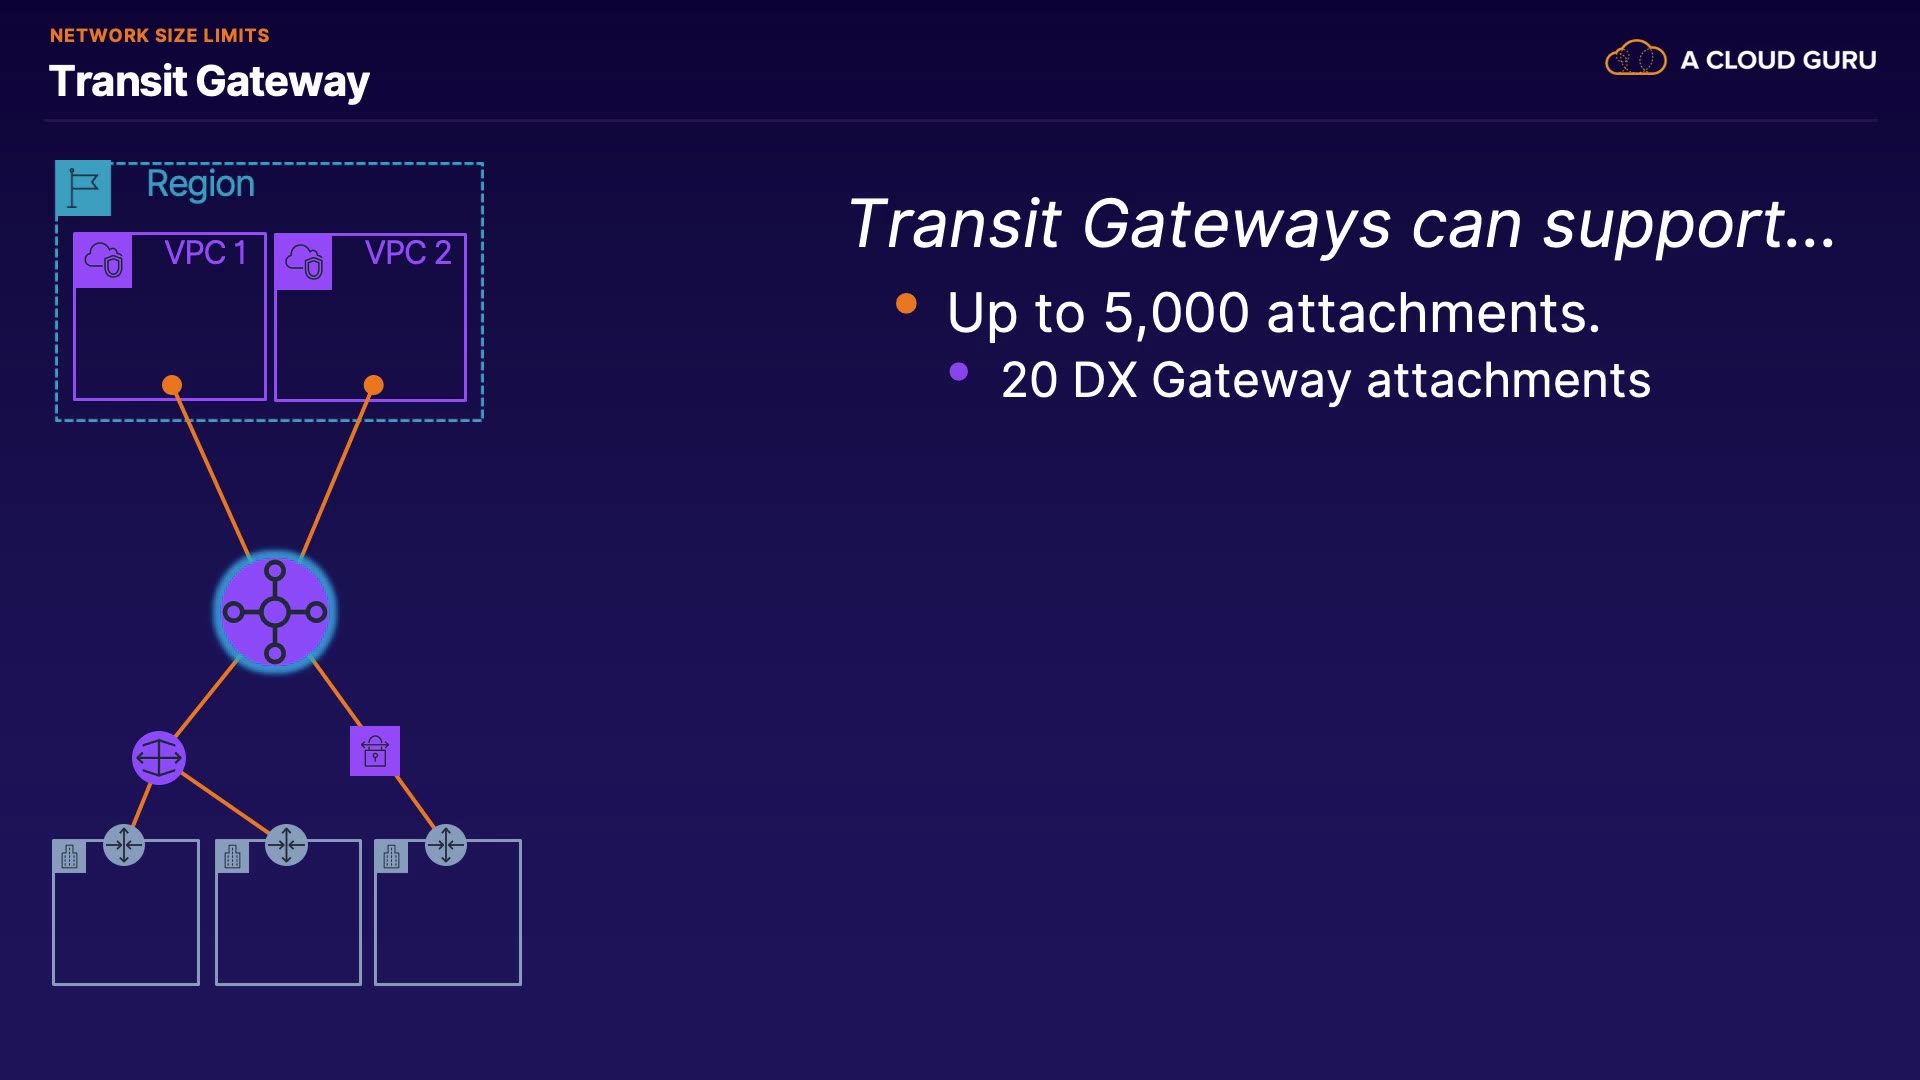 NETWORK SIZE LIMITS
Transit Gateway
A CLOUD GURU
Region
VPC 1
VPC 2
Transit Gateways can support...
Up to 5,000 attachments.
20 DX Gateway attachments